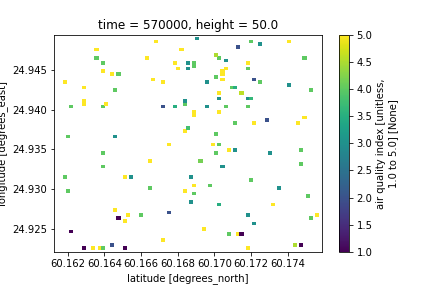 time = 570000, height = 50.0
24.945
24.940
24.935
24.930
24.925
longitude [degrees_east]
60.162 60.164 60.166 60.168 60.170 60.172 60.174
latitude [degrees_north]
5.0
4.5
4.0
3.5
3.0
2.5
2.0
1.5
1.0
air quality index [unitless,
1.0 to 5.0] [None]